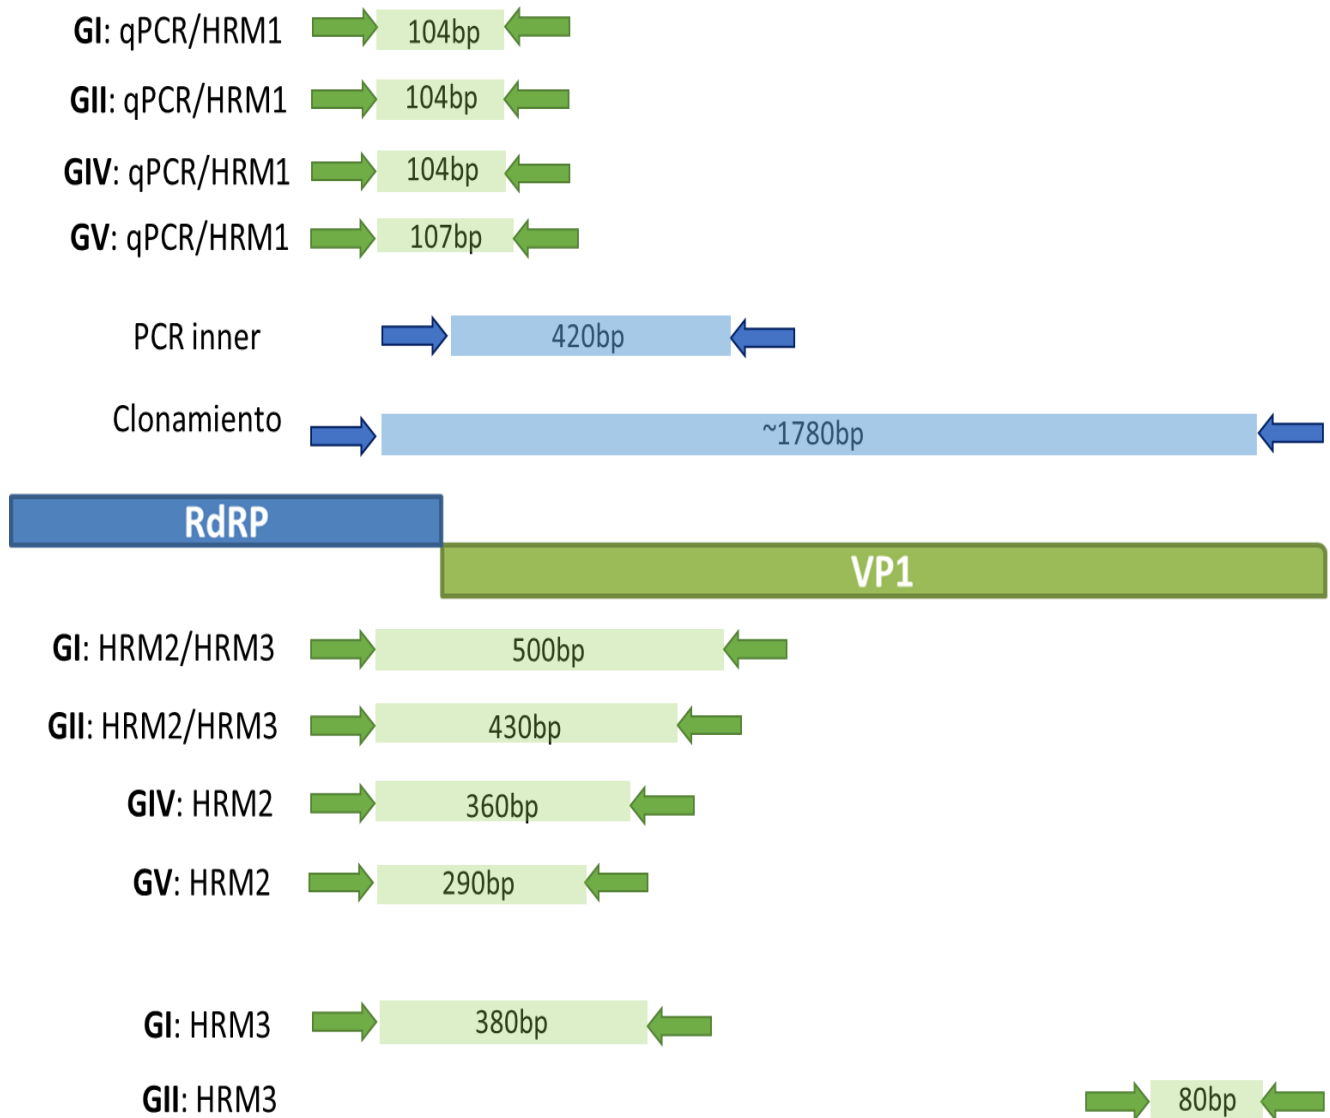 GI: qPCR/HRM1 104bp
GII: qPCR/HRM1 104bp
GIV: qPCR/HRM1 104bp
GV: qPCR/HRM1 107bp
PCR inner 420bp
Clonamiento ~1780bp
RdRP
VP1
GI: HRM2/HRM3 500bp
GII: HRM2/HRM3 430bp
GIV: HRM2 360bp
GV: HRM2 290bp
GI: HRM3 380bp
GII: HRM3 80bp